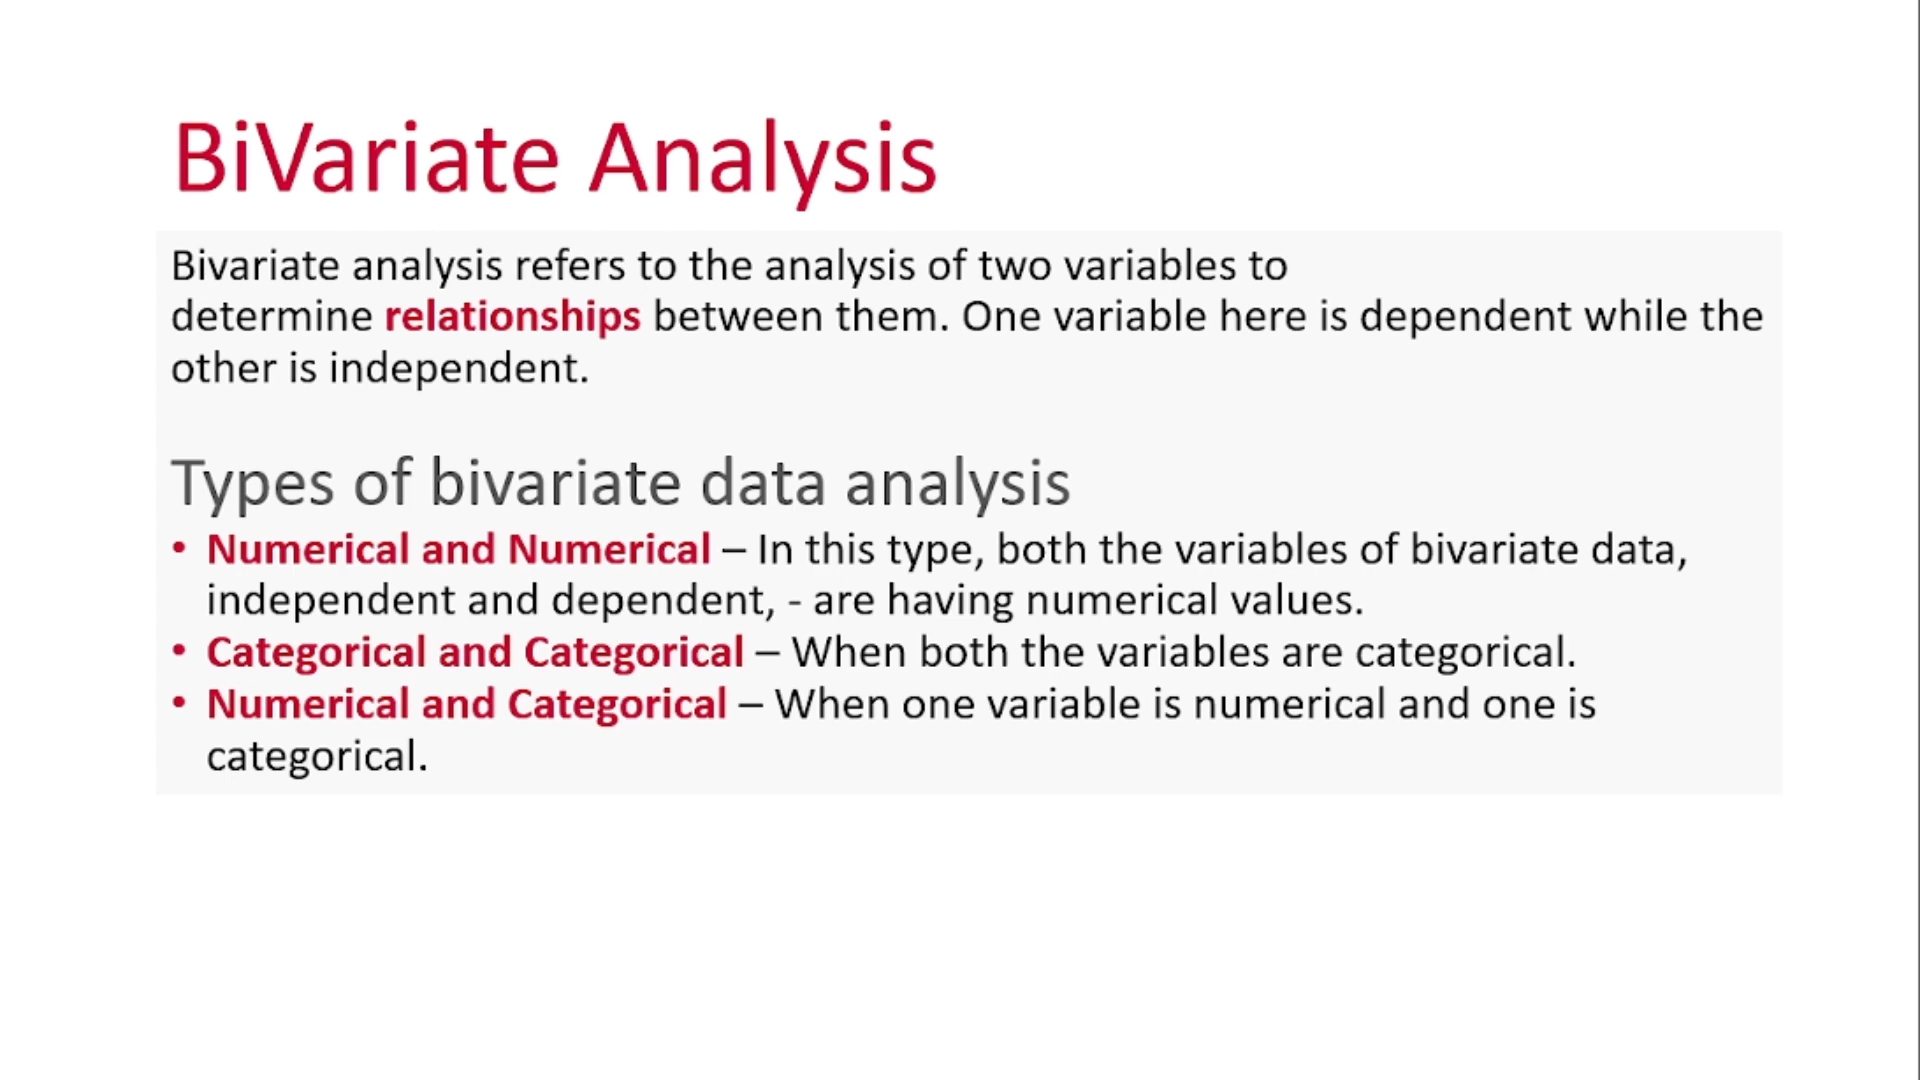 BiVariate Analysis
Bivariate analysis refers to the analysis of two variables to
determine relationships between them. One variable here is dependent while the
other is independent.
Types of bivariate data analysis
• Numerical and Numerical – In this type, both the variables of bivariate data,
independent and dependent, - are having numerical values.
• Categorical and Categorical – When both the variables are categorical.
• Numerical and Categorical – When one variable is numerical and one is
categorical.